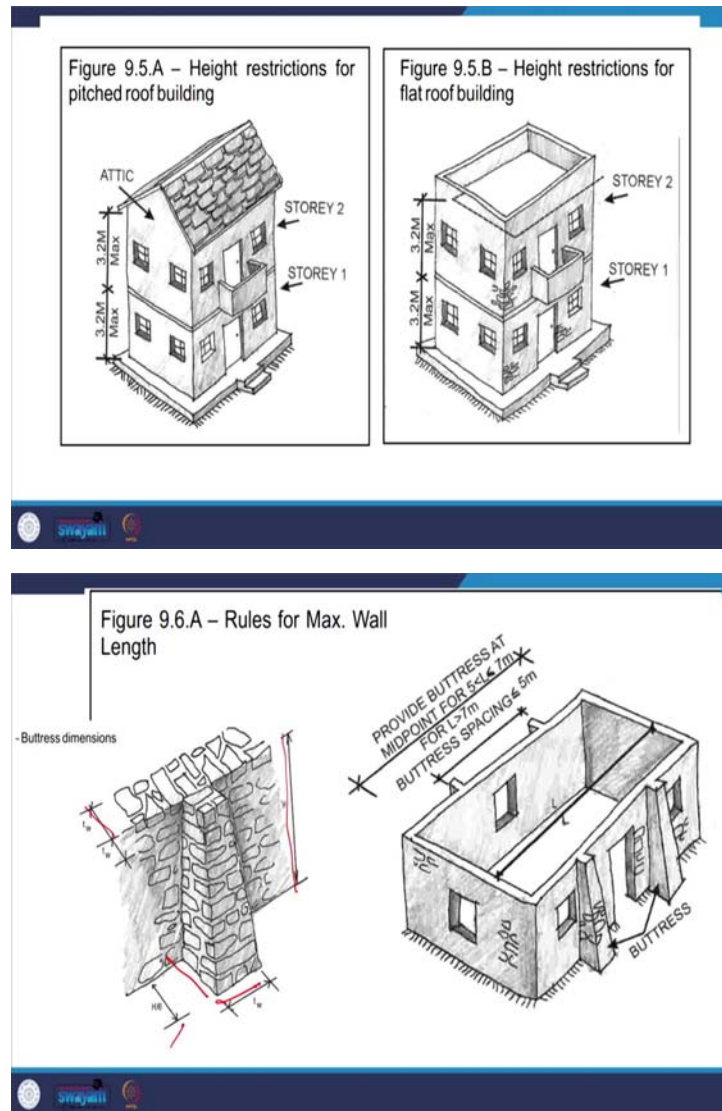 Figure 9.5.A – Height restrictions for
pitched roof building
ATTIC
STOREY 2
STOREY 1
3.2M
Max
3.2M
Max
Figure 9.5.B – Height restrictions for
flat roof building
STOREY 2
STOREY 1
3.2M
Max
3.2M
Max
swayam
Figure 9.6.A – Rules for Max. Wall
Length
- Buttress dimensions
tw
tw
tw
PROVIDE BUTTRESS AT
MIDPOINT FOR 5<L≤7m
FOR L>7m
BUTTRESS SPACING≤5m
L
BUTTRESS
swayam